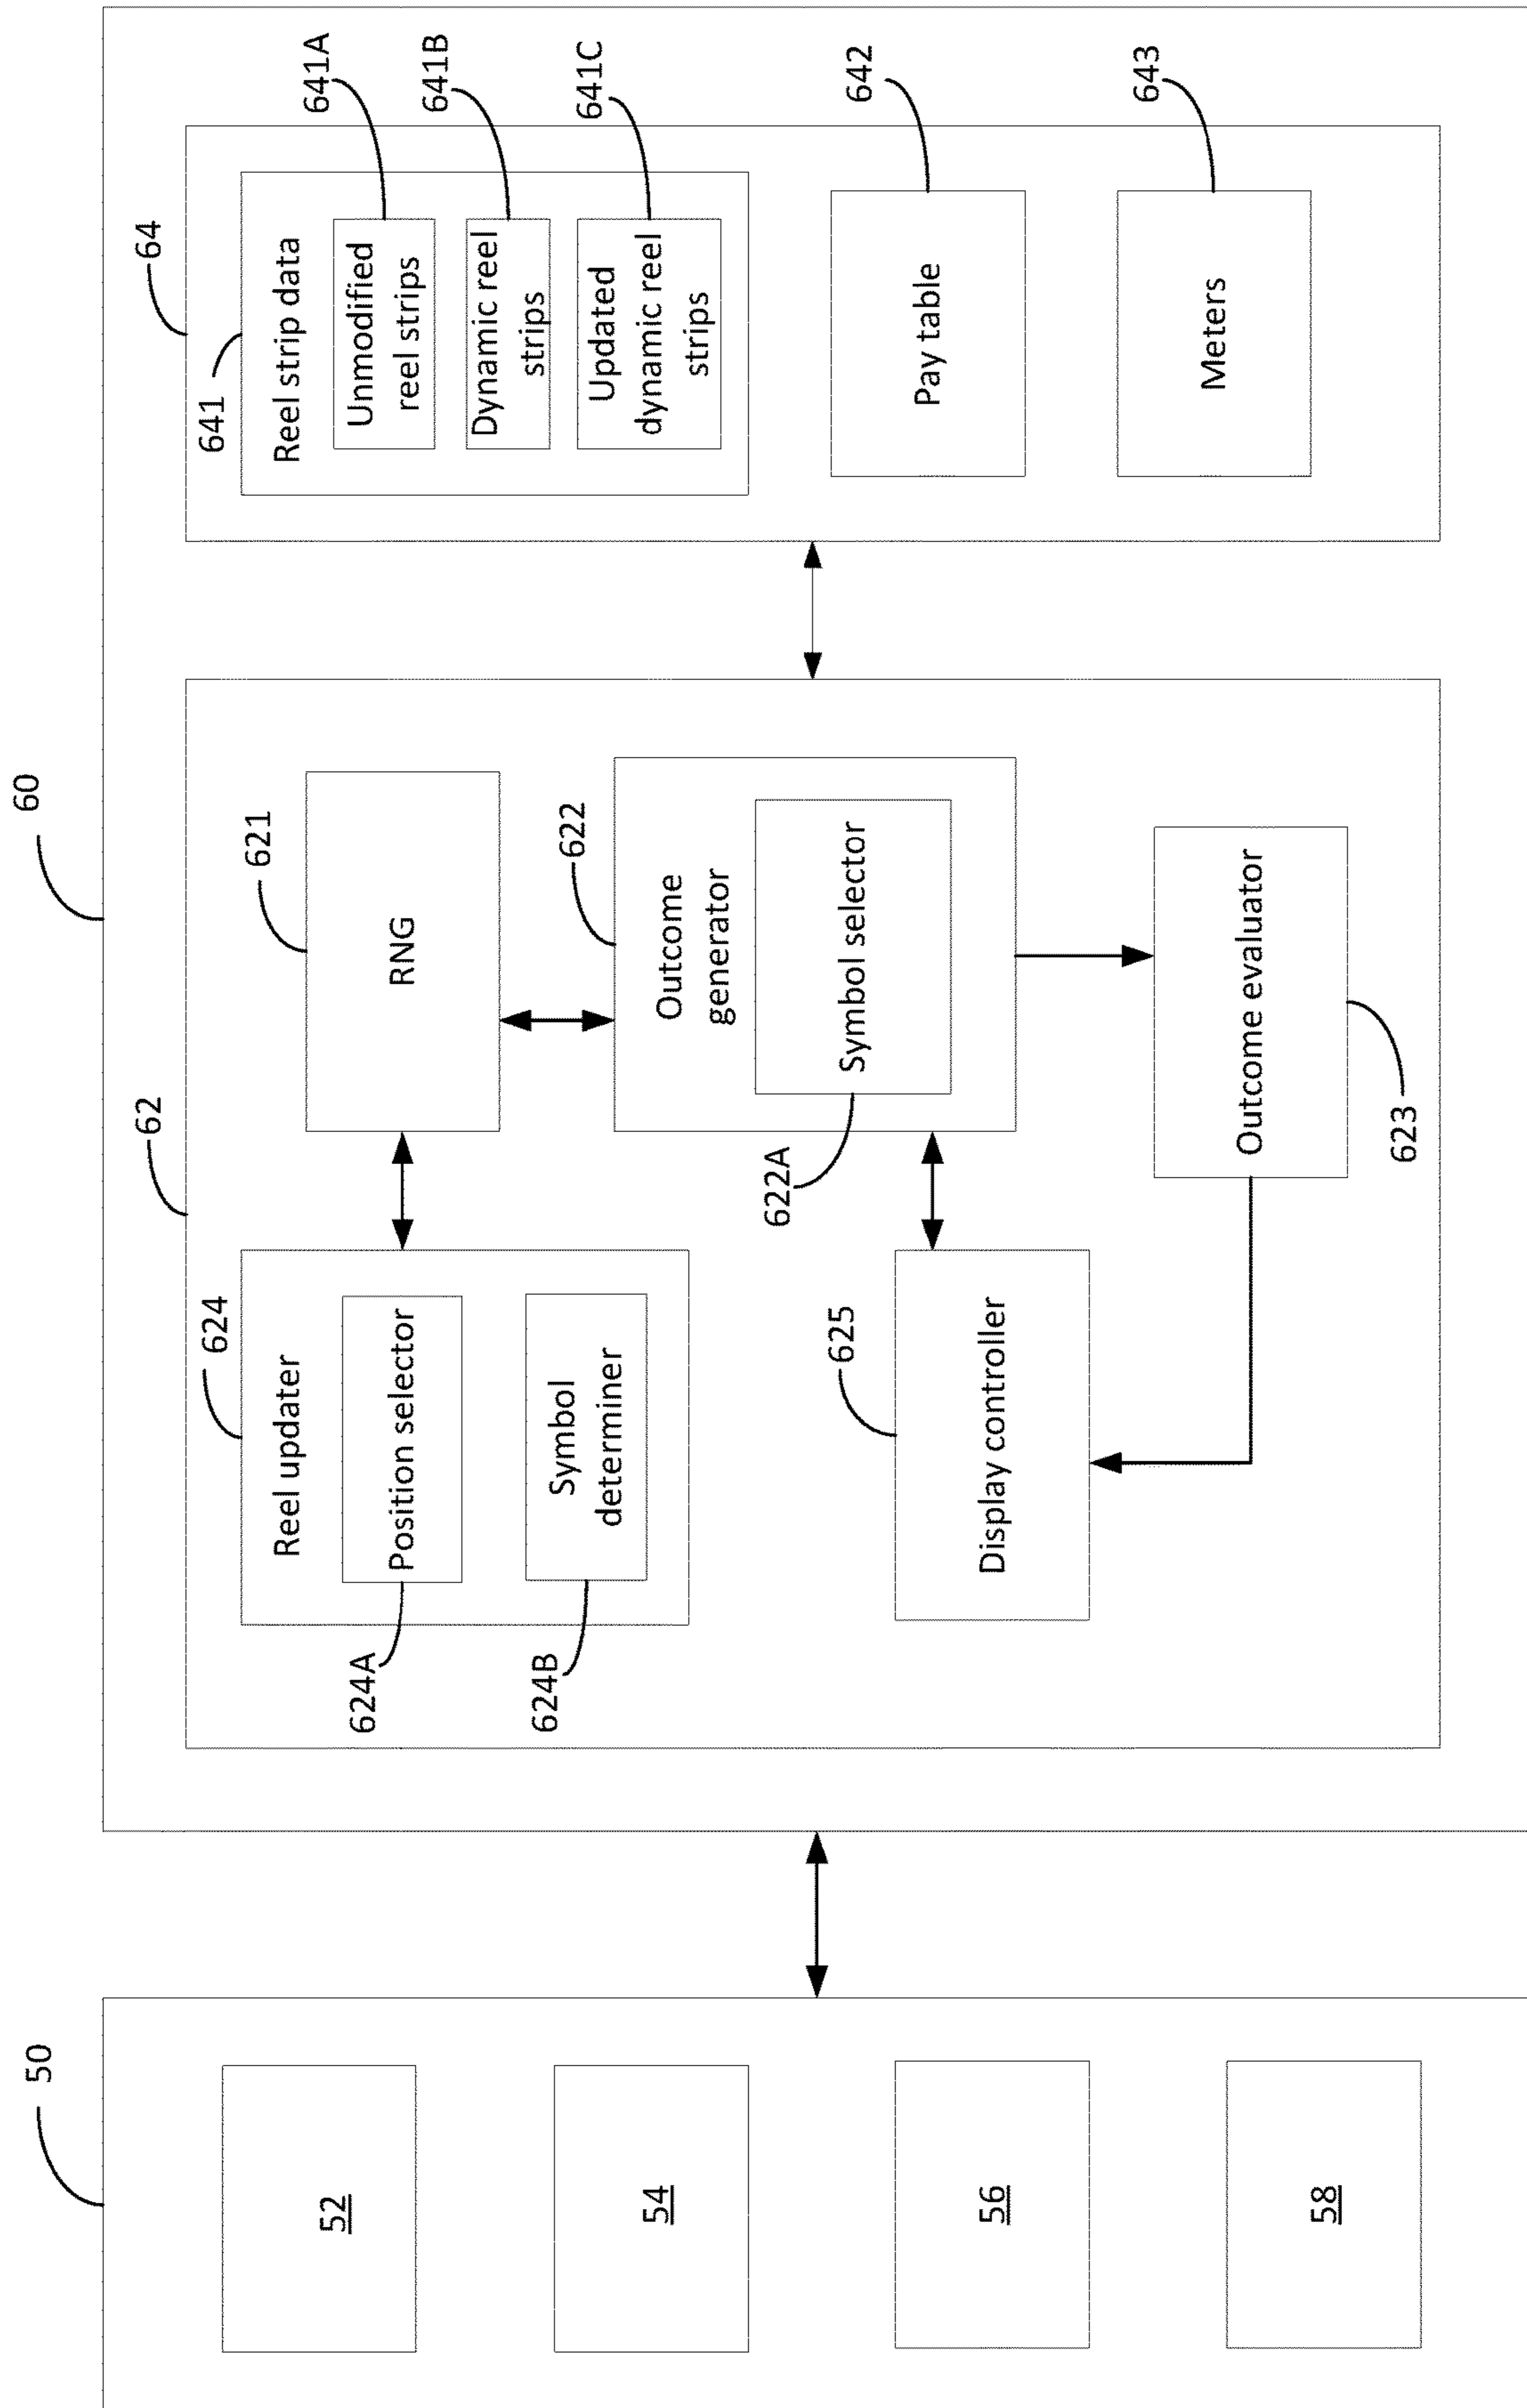 60
64
641
Reel strip data
641A
Unmodified
reel strips
641B
Dynamic reel
strips
641C
Updated
dynamic reel
strips
Pay table
642
Meters
643
62
621
RNG
622
Outcome
generator
Symbol selector
622A
Outcome evaluator
623
624
Reel updater
Position selector
624A
Symbol
determiner
624B
625
Display controller
50
52
54
56
58